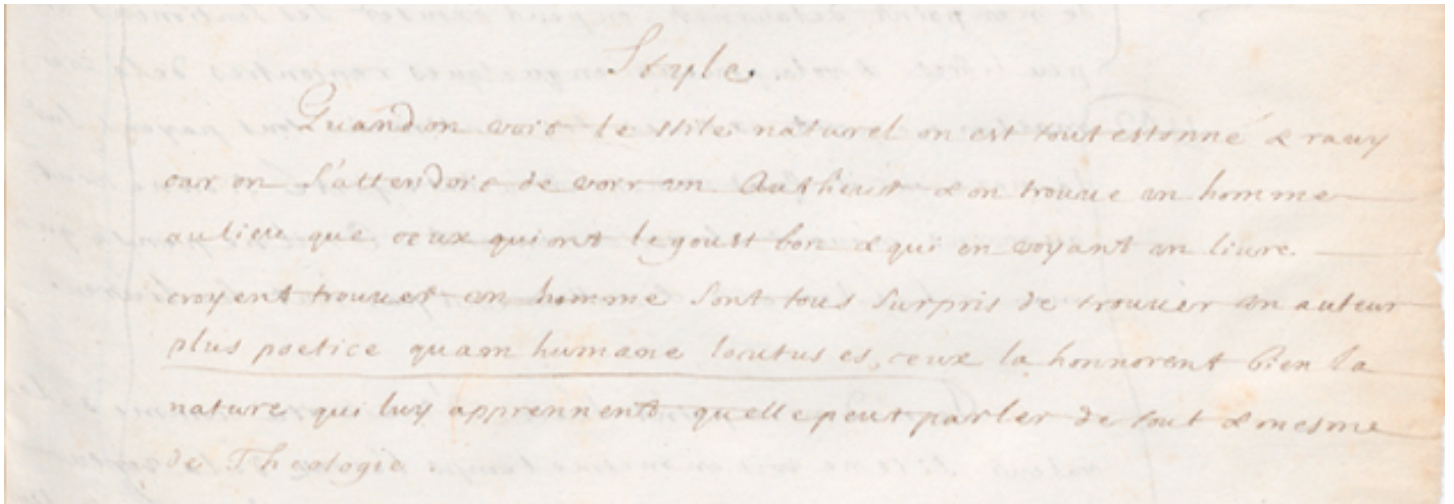 Style.
Quand on voit le stile naturel on est tout estonné & ravy
car on s'attendoit de voir un Autheur & on trouve un homme
au lieu que ceux qui ont le goust bon & qui en voyant un livre
croyent trouver un homme sont tous surpris de trouver un auteur
plus poetice quam humane locutus es, ceux la honnorent bien la
nature qui luy apprennent quelle peut parler de tout & mesme
de Theologie